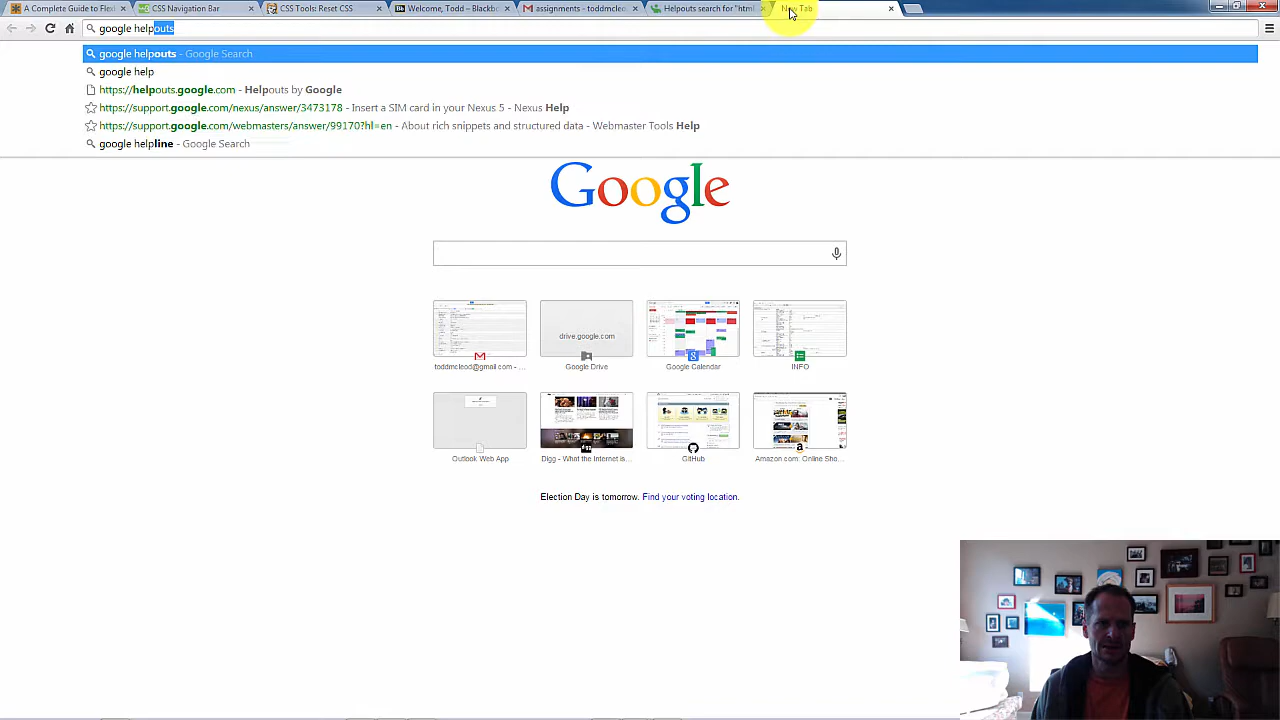 A Complete Guide to Flex
CSS Navigation Bar
CSS Tools: Reset CSS
Welcome, Todd – Blackb
assignments - toddmcle
Helpouts search for "html
New Tab
google helpouts
google helpouts - Google Search
google help
https://helpouts.google.com - Helpouts by Google
https://support.google.com/nexus/answer/3473178 - Insert a SIM card in your Nexus 5 - Nexus Help
https://support.google.com/webmasters/answer/99170?hl=en - About rich snippets and structured data - Webmaster Tools Help
google helpline - Google Search
Google
drive.google.com
toddmcleod@gmail.com - ...
Google Drive
Google Calendar
INFO
Outlook Web App
Digg - What the Internet is...
GitHub
Amazon.com: Online Sho...
Election Day is tomorrow. Find your voting location.